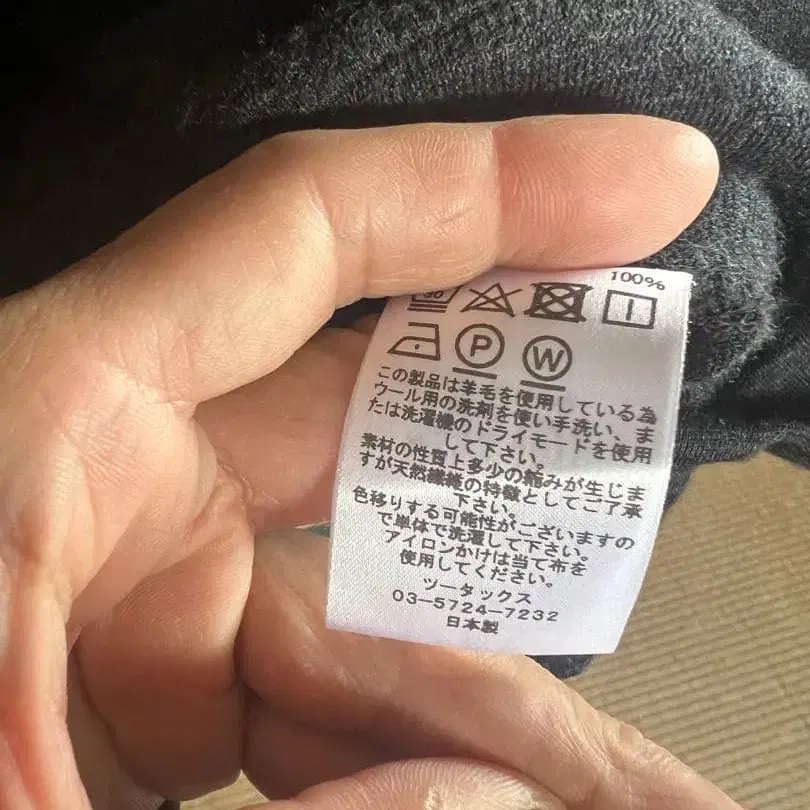 100%
30
P W
この製品は羊毛を使用している為
ウール用の洗剤を使い手洗い、ま
たは洗濯機のドライモードを使用
して下さい。
素材の性質上多少の縮みが生じま
すが天然繊維の特徴としてご了承
下さい。
色移りする可能性がございますの
で単体で洗濯して下さい。
アイロンかけは当て布を
使用してください。
ツータックス
03−5724−7232
日本製